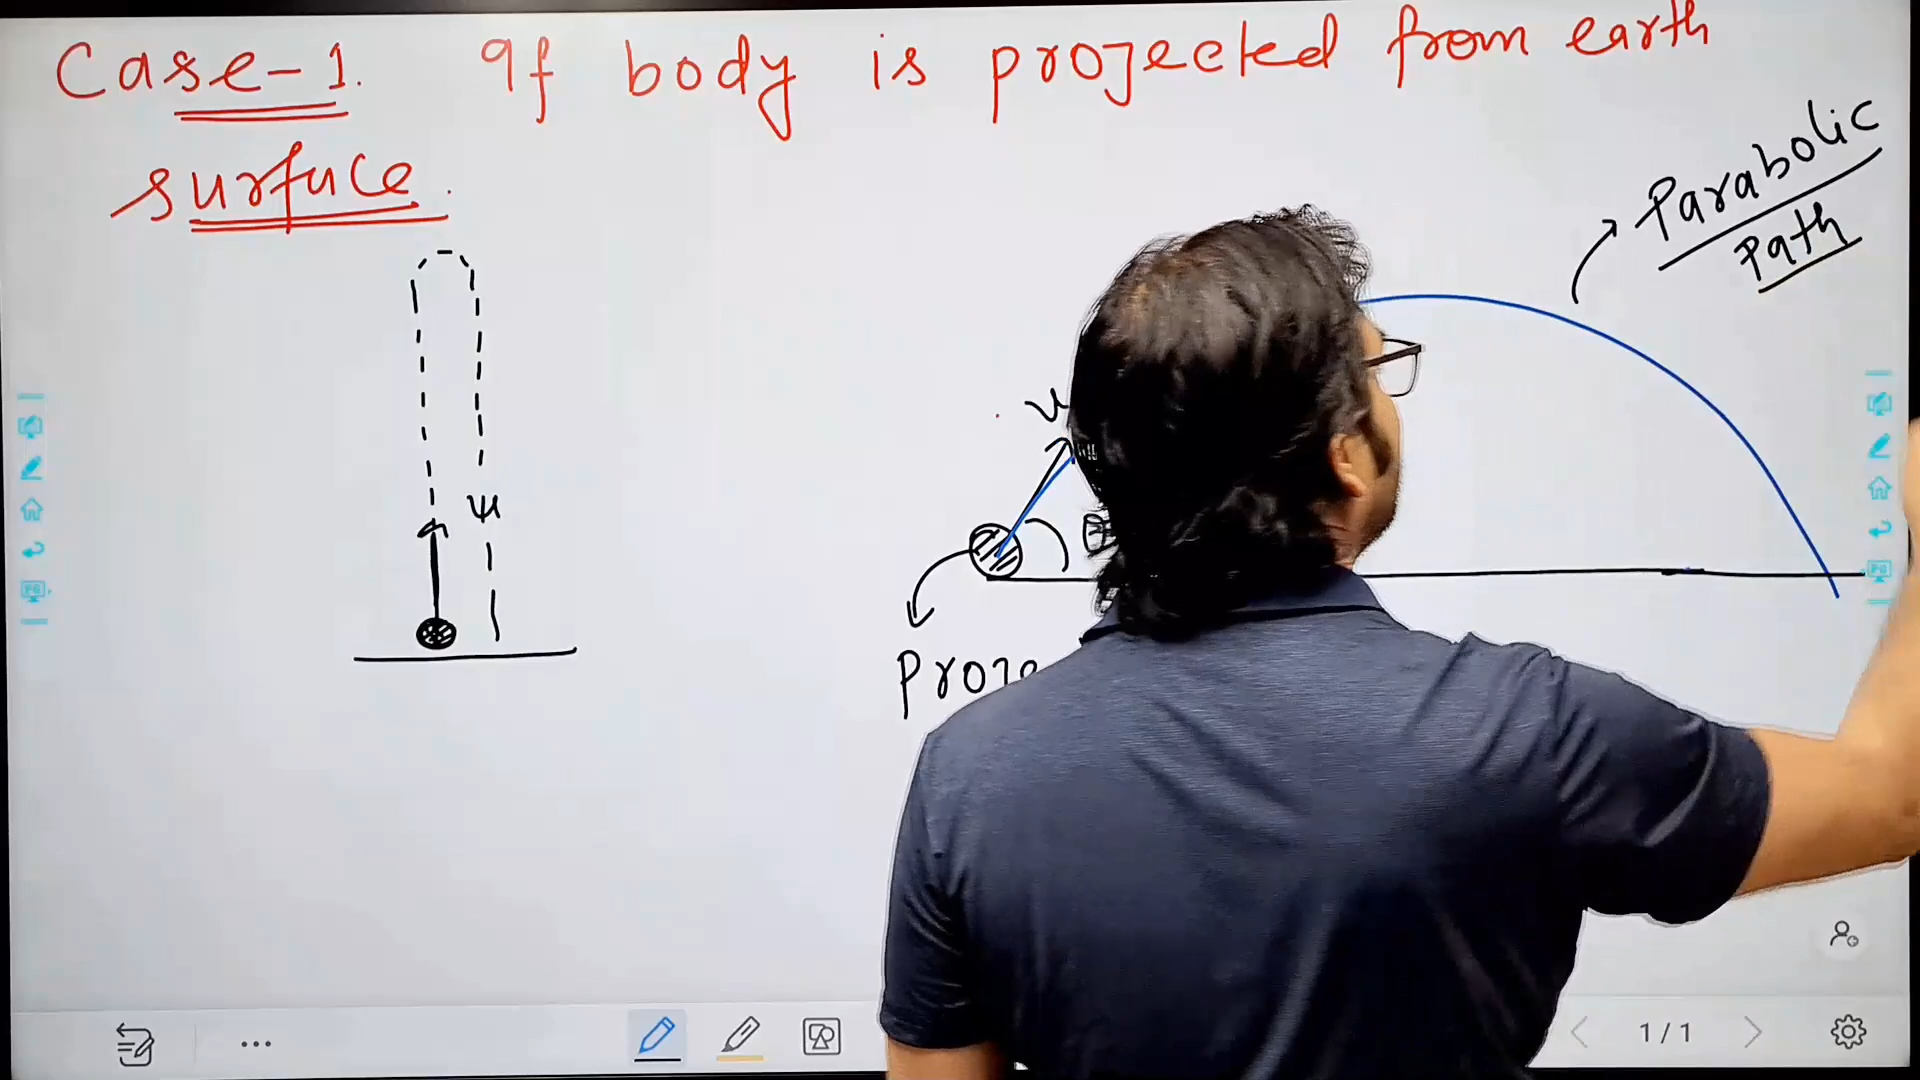 Case-1. If body is projected from earth
surface.
Parabolic
Path
u
θ
1/1